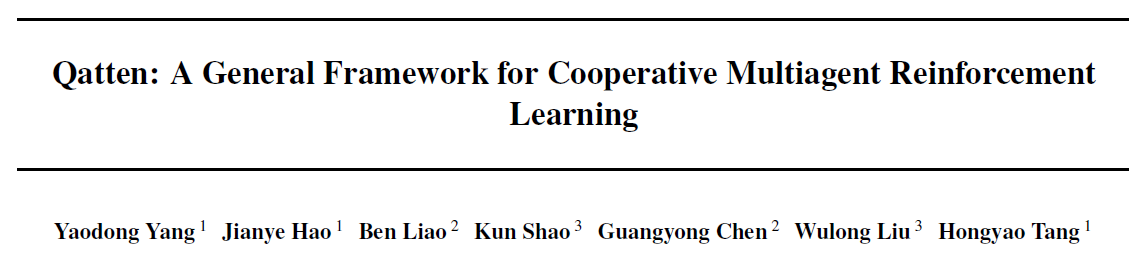 Qatten: A General Framework for Cooperative Multiagent Reinforcement
Learning
Yaodong Yang 1 Jianye Hao 1 Ben Liao 2 Kun Shao 3 Guangyong Chen 2 Wulong Liu 3 Hongyao Tang 1